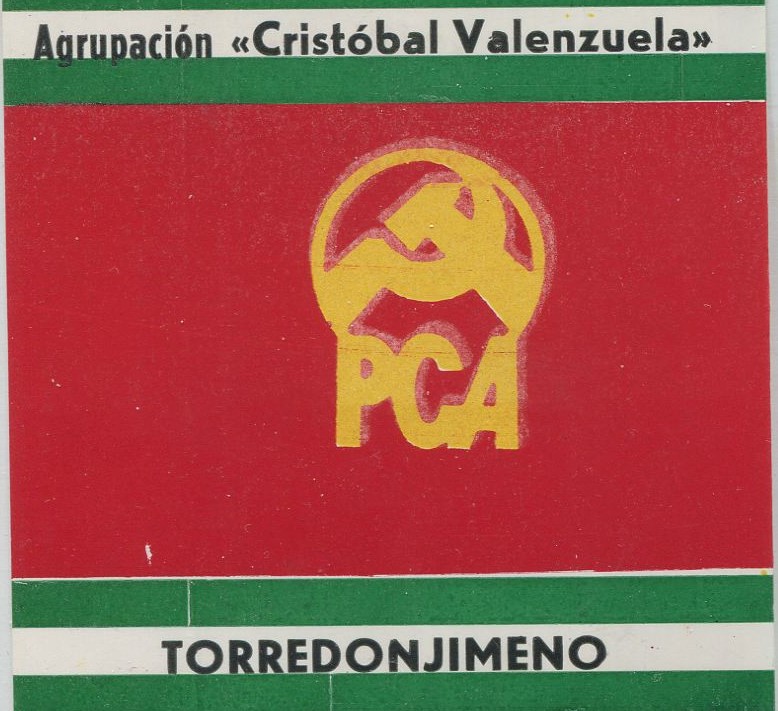 Agrupación «Cristóbal Valenzuela»
PCA
TORREDONJIMENO